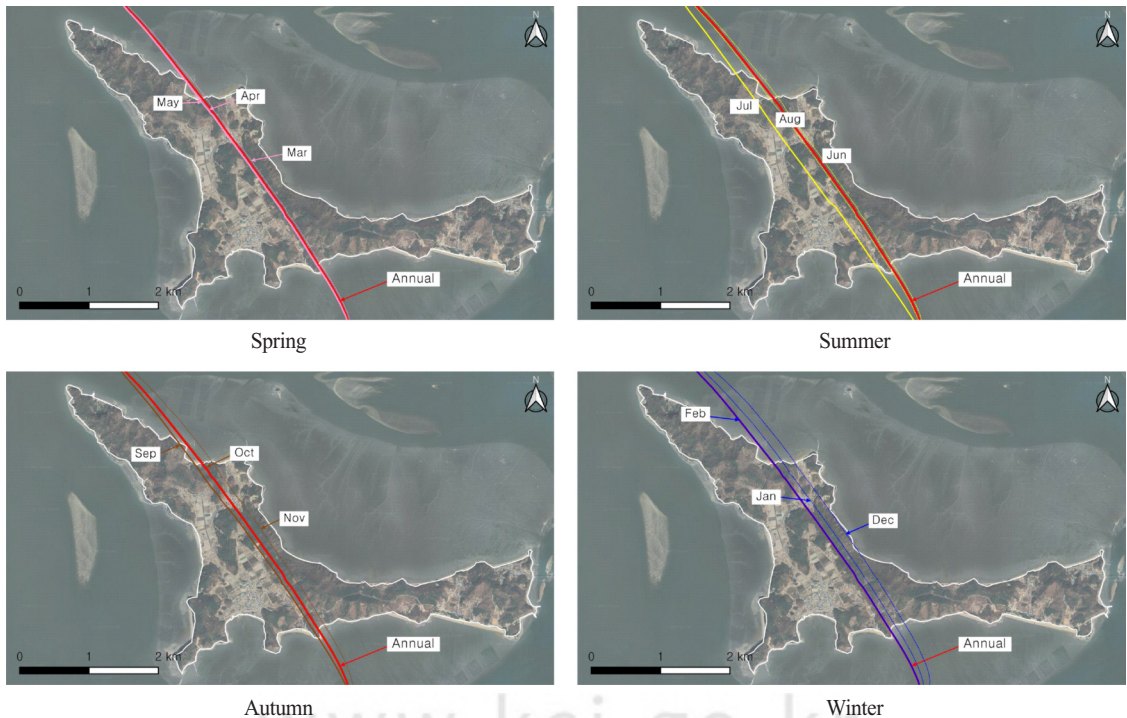 N
May
Apr
Mar
Annual
0 1 2 km
Spring
N
Jul
Aug
Jun
Annual
0 1 2 km
Summer
N
Sep
Oct
Nov
Annual
0 1 2 km
Autumn
N
Feb
Jan
Dec
Annual
0 1 2 km
Winter